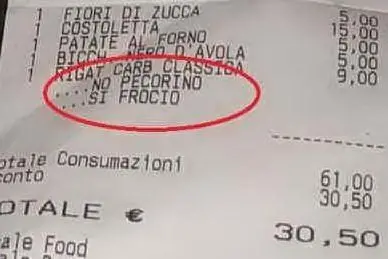 1 FIORI DI ZUCCA 5,00
1 COSTOLETTA 15,00
1 PATATE AL FORNO 5,00
1 BICCH. NERO D'AVOLA 5,00
1 RIGAT CARB CLASSICA 9,00
....NO PECORINO
....SI FROCIO
otale Consumazioni 61,00
conto 30,50
OTALE € 30,50
ale Food